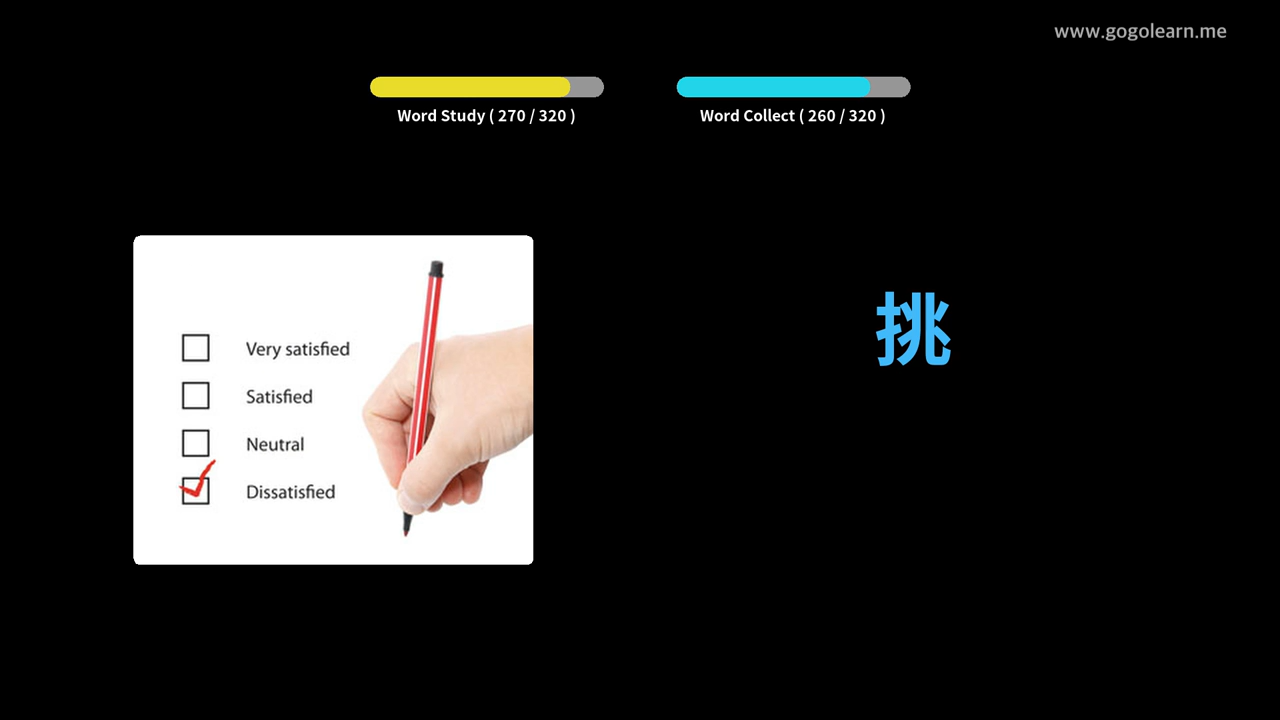 www.gogolearn.me
Word Study ( 270 / 320 )
Word Collect ( 260 / 320 )
Very satisfied
Satisfied
Neutral
Dissatisfied
挑